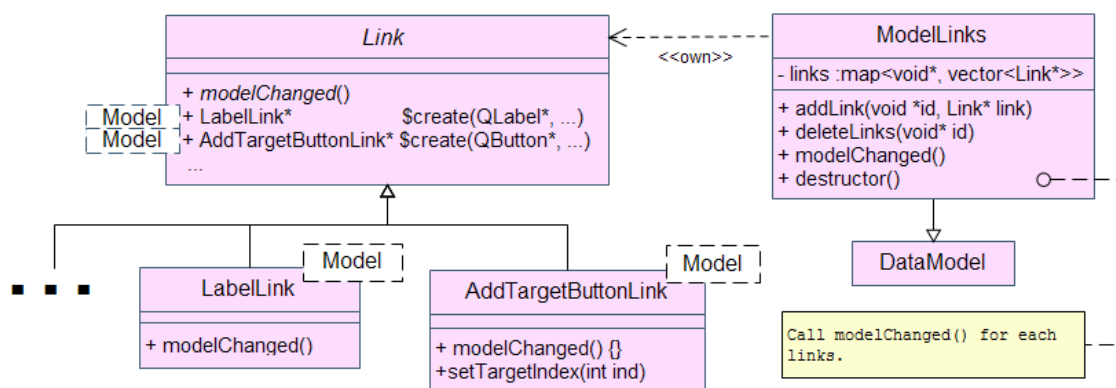 Link
+ modelChanged()
Model
+ LabelLink* $create(QLabel*, ...)
Model
+ AddTargetButtonLink* $create(QButton*, ...)
...
<<own>>
ModelLinks
- links :map<void*, vector<Link*>>
+ addLink(void *id, Link* link)
+ deleteLinks(void* id)
+ modelChanged()
+ destructor()
Model
LabelLink
+ modelChanged()
Model
AddTargetButtonLink
+ modelChanged() {}
+setTargetIndex(int ind)
DataModel
Call modelChanged() for each
links.